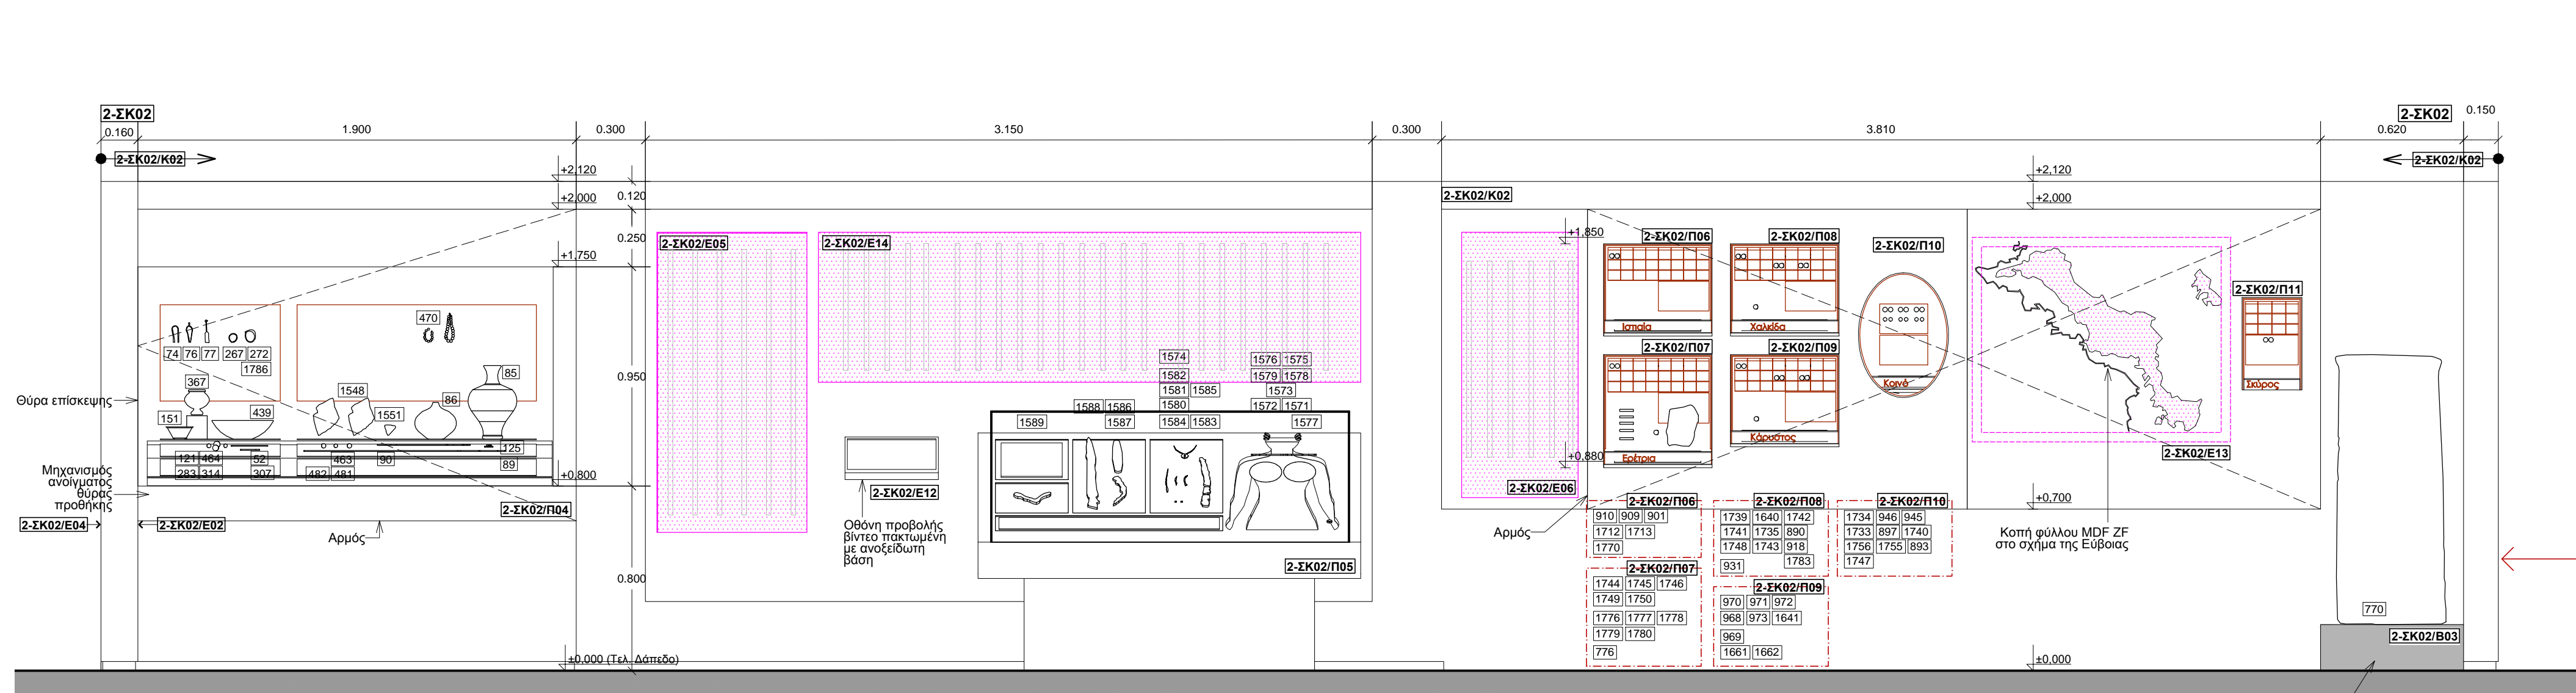 2-ΣΚ02
2-ΣΚ02
0.160
1.900
0.300
3.150
0.300
3.810
0.620
0.150
2-ΣΚ02/Κ02
2-ΣΚ02/Κ02
+2,120
+2,120
0.120
+2,000
2-ΣΚ02/Κ02
+2,000
0.250
+1,750
2-ΣΚ02/Ε05
2-ΣΚ02/Ε14
+1,850
2-ΣΚ02/Π06
2-ΣΚ02/Π08
2-ΣΚ02/Π10
2-ΣΚ02/Π11
470
74 76 77 267 272
1786
367
1548
85
86
151
439
1551
Ιστιαία
Χαλκίδα
2-ΣΚ02/Π07
2-ΣΚ02/Π09
Κοινό
Σκύρος
0.950
1574
1576 1575
1582
1579 1578
1581 1585
1573
1588 1586
1580
1572 1571
1589
1587
1584 1583
1577
Κάρυστος
Ερέτρια
Θύρα επίσκεψης
125
121 464
52
463
90
89
283 314
307
482 481
Μηχανισμός
ανοίγματος
θύρας
προθήκης
+0,800
+0,880
2-ΣΚ02/Ε13
2-ΣΚ02/Π04
2-ΣΚ02/Ε12
2-ΣΚ02/Ε06
+0,700
2-ΣΚ02/Ε04
2-ΣΚ02/Ε02
Αρμός
Οθόνη προβολής
βίντεο πακτωμένη
με ανοξείδωτη
βάση
2-ΣΚ02/Π05
Αρμός
Κοπή φύλλου MDF ZF
στο σχήμα της Εύβοιας
2-ΣΚ02/Π06
910 909 901
1712 1713
1770
2-ΣΚ02/Π08
1739 1640 1742
1741 1735 890
1748 1743 918
931
1783
2-ΣΚ02/Π10
1734 946 945
1733 897 1740
1756 1755 893
1747
2-ΣΚ02/Π07
1744 1745 1746
1749 1750
1776 1777 1778
1779 1780
776
2-ΣΚ02/Π09
970 971 972
968 973 1641
969
1661 1662
0.800
770
2-ΣΚ02/Β03
±0,000 (Τελ. Δάπεδο)
±0,000